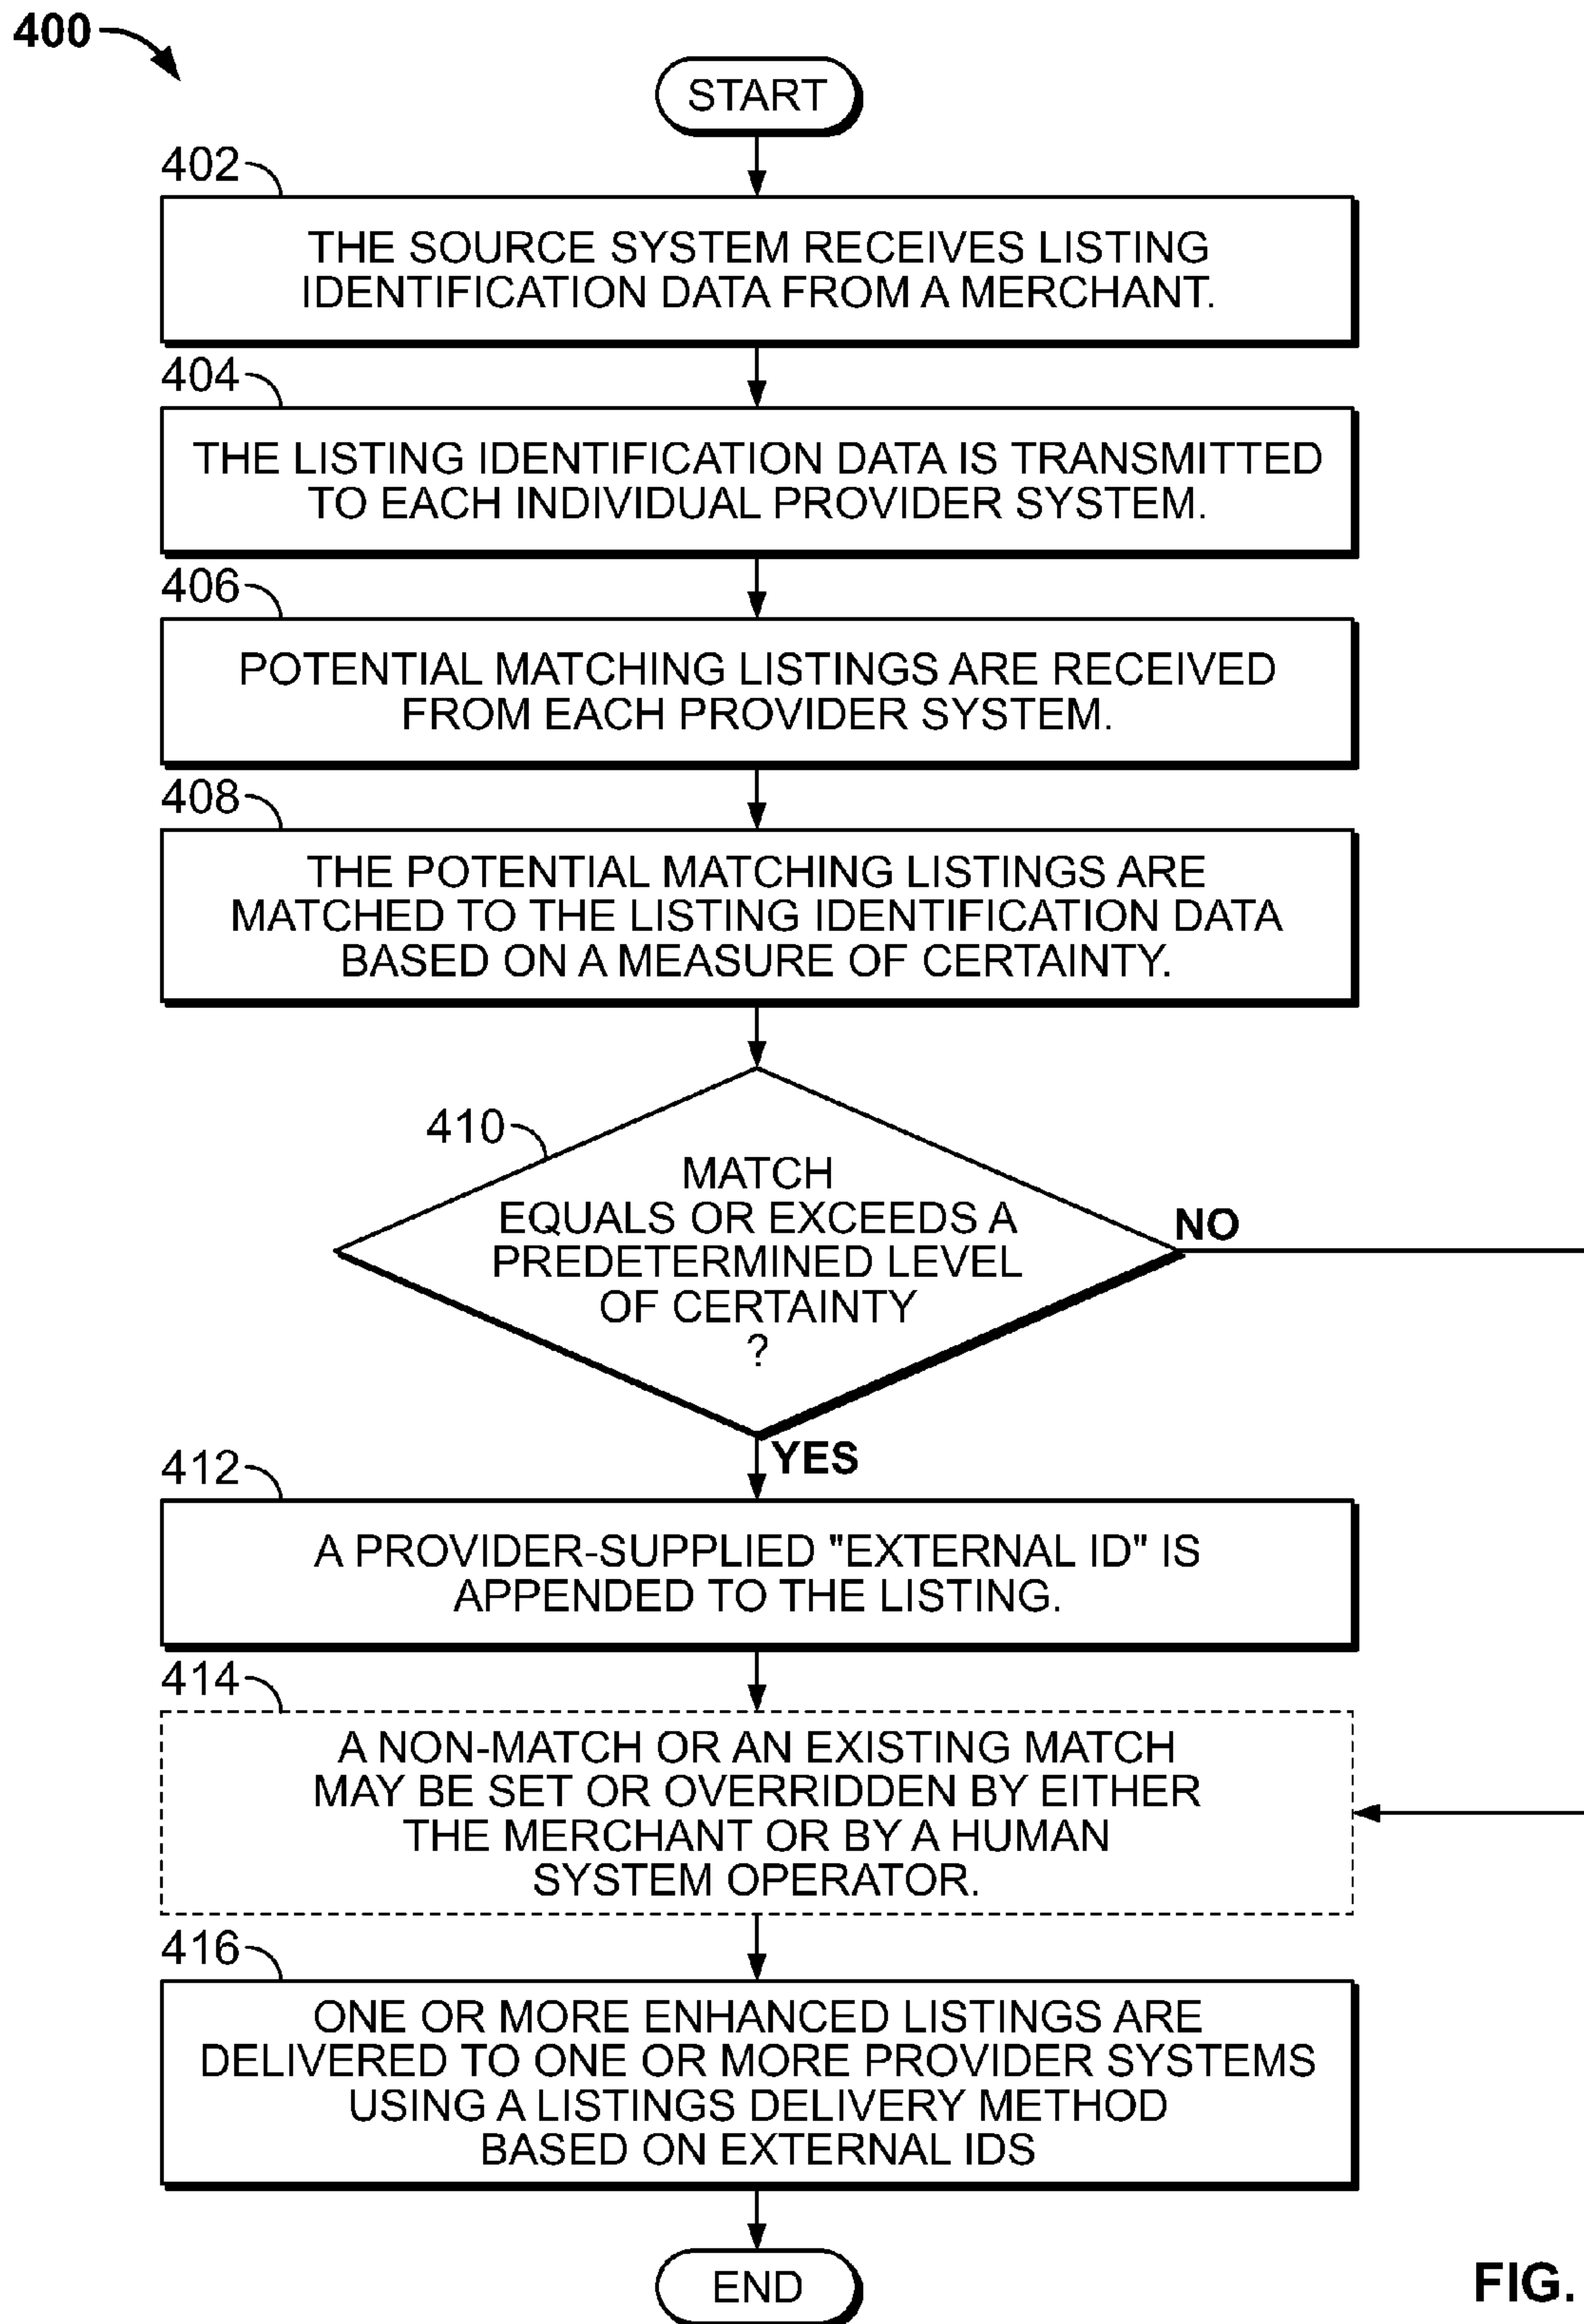 400
START
402
THE SOURCE SYSTEM RECEIVES LISTING
IDENTIFICATION DATA FROM A MERCHANT.
404
THE LISTING IDENTIFICATION DATA IS TRANSMITTED
TO EACH INDIVIDUAL PROVIDER SYSTEM.
406
POTENTIAL MATCHING LISTINGS ARE RECEIVED
FROM EACH PROVIDER SYSTEM.
408
THE POTENTIAL MATCHING LISTINGS ARE
MATCHED TO THE LISTING IDENTIFICATION DATA
BASED ON A MEASURE OF CERTAINTY.
410
MATCH
EQUALS OR EXCEEDS A
PREDETERMINED LEVEL
OF CERTAINTY
?
NO
YES
412
A PROVIDER-SUPPLIED "EXTERNAL ID" IS
APPENDED TO THE LISTING.
414
A NON-MATCH OR AN EXISTING MATCH
MAY BE SET OR OVERRIDDEN BY EITHER
THE MERCHANT OR BY A HUMAN
SYSTEM OPERATOR.
416
ONE OR MORE ENHANCED LISTINGS ARE
DELIVERED TO ONE OR MORE PROVIDER SYSTEMS
USING A LISTINGS DELIVERY METHOD
BASED ON EXTERNAL IDS
END
FIG.